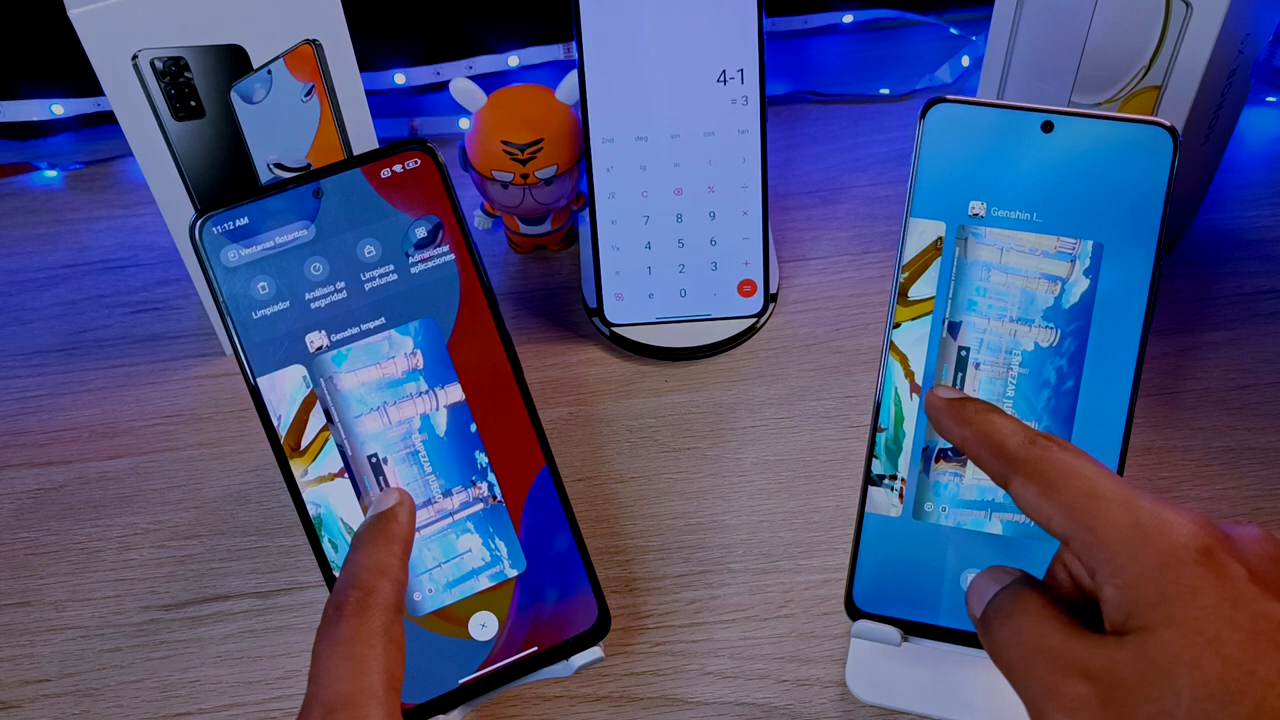 4-1
= 3
2nd deg sin cos tan
lg ln ( )
C %  ÷
x! 7 8 9 ×
4 5 6 −
1 2 3 +
e 0 . =
11:12 AM
Ventanas flotantes
Limpiador
Análisis de
seguridad
Limpieza
profunda
Administrar
aplicaciones
Genshin Impact
EMPEZAR JUEGO
Genshin I...
EMPEZAR JU
HONOR